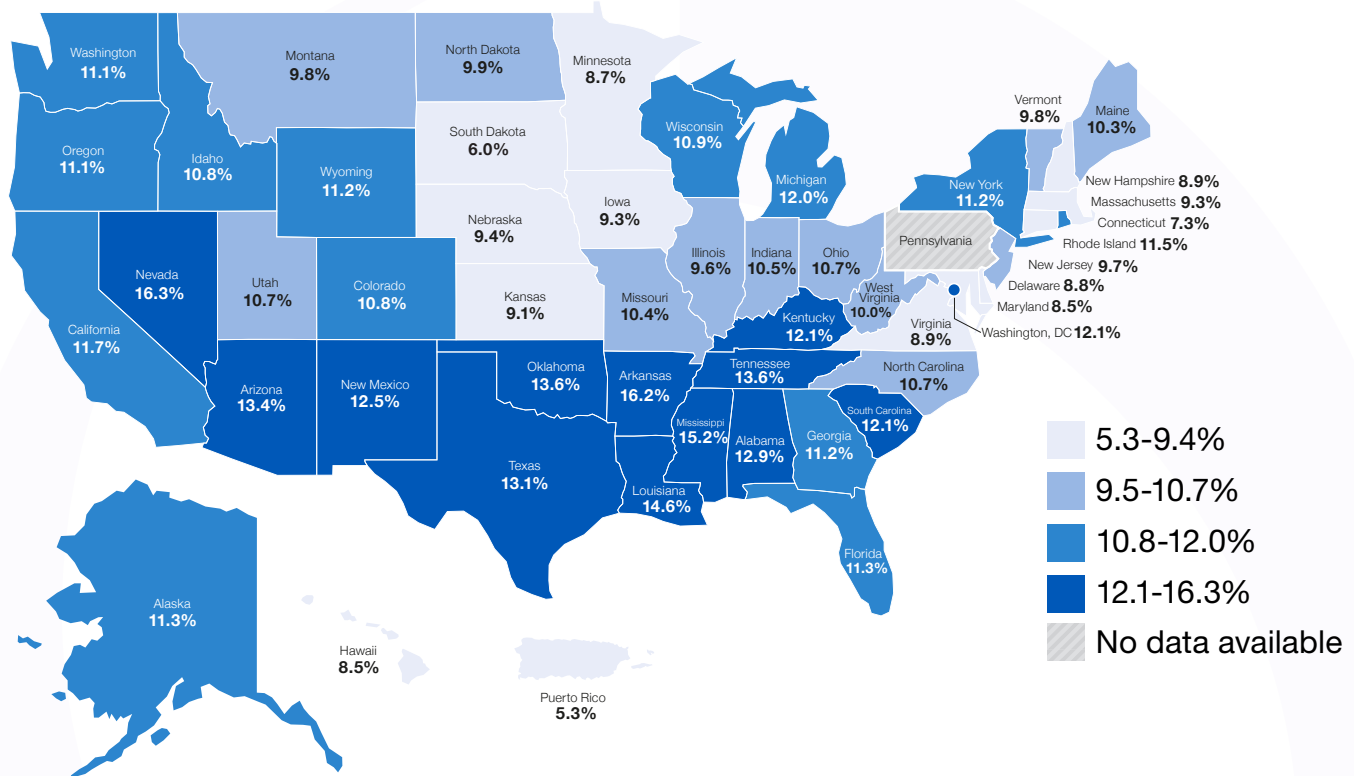 Washington
11.1%
Montana
9.8%
North Dakota
9.9%
Minnesota
8.7%
Vermont
9.8%
Maine
10.3%
Oregon
11.1%
Idaho
10.8%
Wyoming
11.2%
South Dakota
6.0%
Wisconsin
10.9%
Michigan
12.0%
New York
11.2%
New Hampshire 8.9%
Massachusetts 9.3%
Connecticut 7.3%
Rhode Island 11.5%
New Jersey 9.7%
Delaware 8.8%
Maryland 8.5%
Washington, DC 12.1%
Nebraska
9.4%
Iowa
9.3%
Pennsylvania
Nevada
16.3%
Utah
10.7%
Colorado
10.8%
Kansas
9.1%
Missouri
10.4%
Illinois
9.6%
Indiana
10.5%
Ohio
10.7%
West
Virginia
10.0%
Virginia
8.9%
California
11.7%
Kentucky
12.1%
Arizona
13.4%
New Mexico
12.5%
Oklahoma
13.6%
Arkansas
16.2%
Tennessee
13.6%
North Carolina
10.7%
South Carolina
12.1%
Mississippi
15.2%
Alabama
12.9%
Georgia
11.2%
Texas
13.1%
Louisiana
14.6%
Florida
11.3%
Alaska
11.3%
Hawaii
8.5%
Puerto Rico
5.3%
5.3-9.4%
9.5-10.7%
10.8-12.0%
12.1-16.3%
No data available